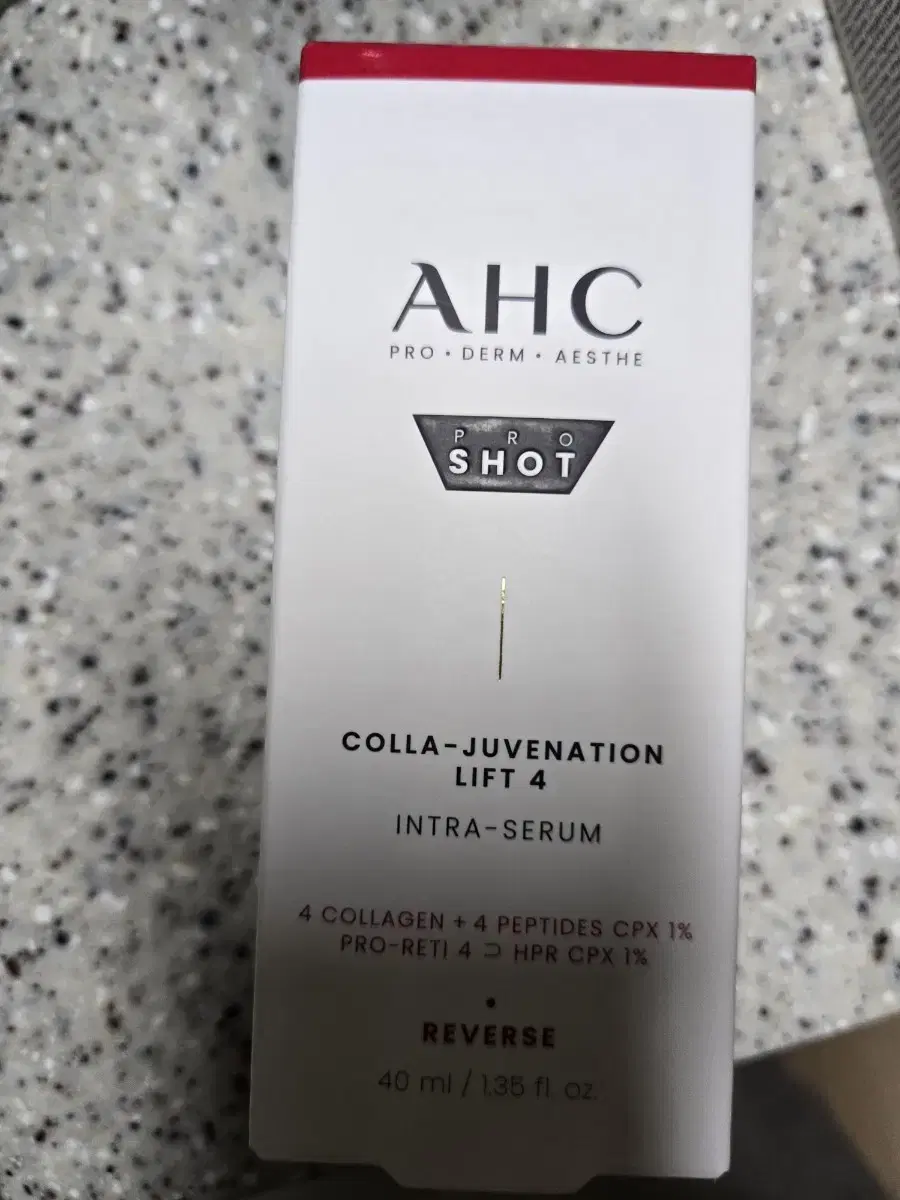 AHC
PRO • DERM • AESTHE
PRO
SHOT
COLLA-JUVENATION
LIFT 4
INTRA-SERUM
4 COLLAGEN + 4 PEPTIDES CPX 1%
PRO-RETI 4 ⊃ HPR CPX 1%
•
REVERSE
40 ml / 1.35 fl. oz.